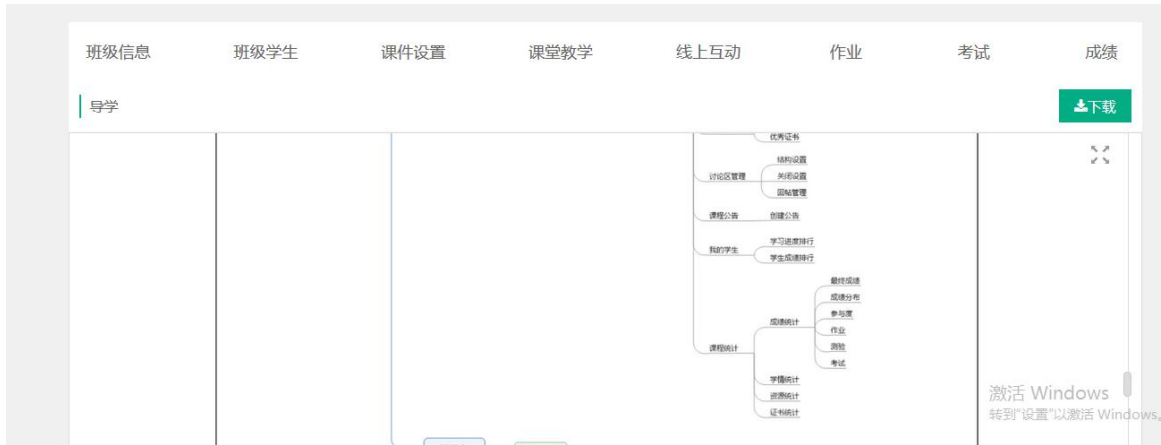 班级信息 班级学生 课件设置 课堂教学 线上互动 作业 考试 成绩
导学
下载
优秀证书
讨论区管理
结构设置
关闭设置
回帖管理
课程公告
创建公告
我的学生
学习进度排行
学生成绩排行
课程统计
成绩统计
最终成绩
成绩分布
参与度
作业
测验
考试
学情统计
资源统计
证书统计
激活 Windows
转到"设置"以激活 Windows。